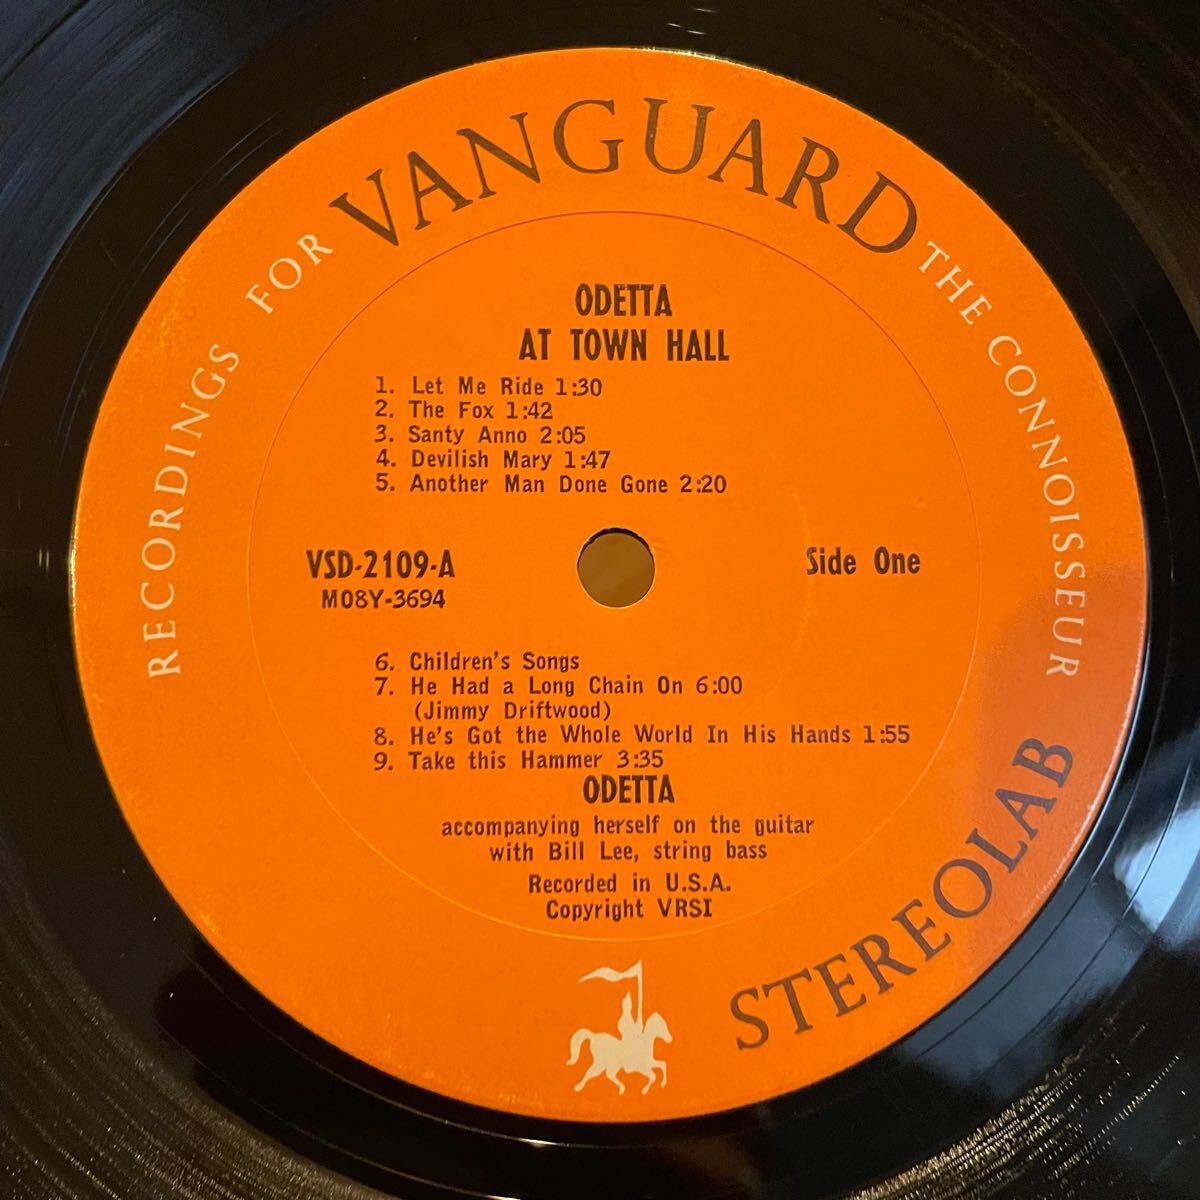 RECORDINGS FOR VANGUARD THE CONNOISSEUR
ODETTA
AT TOWN HALL
1. Let Me Ride 1:30
2. The Fox 1:42
3. Santy Anno 2:05
4. Devilish Mary 1:47
5. Another Man Done Gone 2:20
VSD-2109-A
Side One
M08Y-3694
6. Children's Songs
7. He Had a Long Chain On 6:00
(Jimmy Driftwood)
8. He's Got the Whole World In His Hands 1:55
9. Take this Hammer 3:35
ODETTA
accompanying herself on the guitar
with Bill Lee, string bass
Recorded in U.S.A.
Copyright VRSI
STEREOLAB